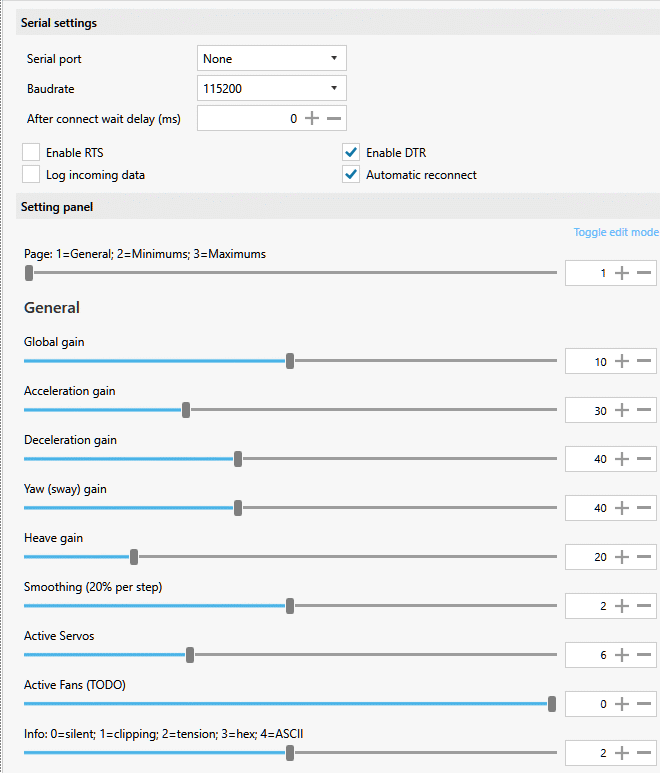 Serial settings
Serial port None
Baudrate 115200
After connect wait delay (ms) 0
Enable RTS Enable DTR
Log incoming data Automatic reconnect
Setting panel
Toggle edit mode
Page: 1=General; 2=Minimums; 3=Maximums
1
General
Global gain
10
Acceleration gain
30
Deceleration gain
40
Yaw (sway) gain
40
Heave gain
20
Smoothing (20% per step)
2
Active Servos
6
Active Fans (TODO)
0
Info: 0=silent; 1=clipping; 2=tension; 3=hex; 4=ASCII
2